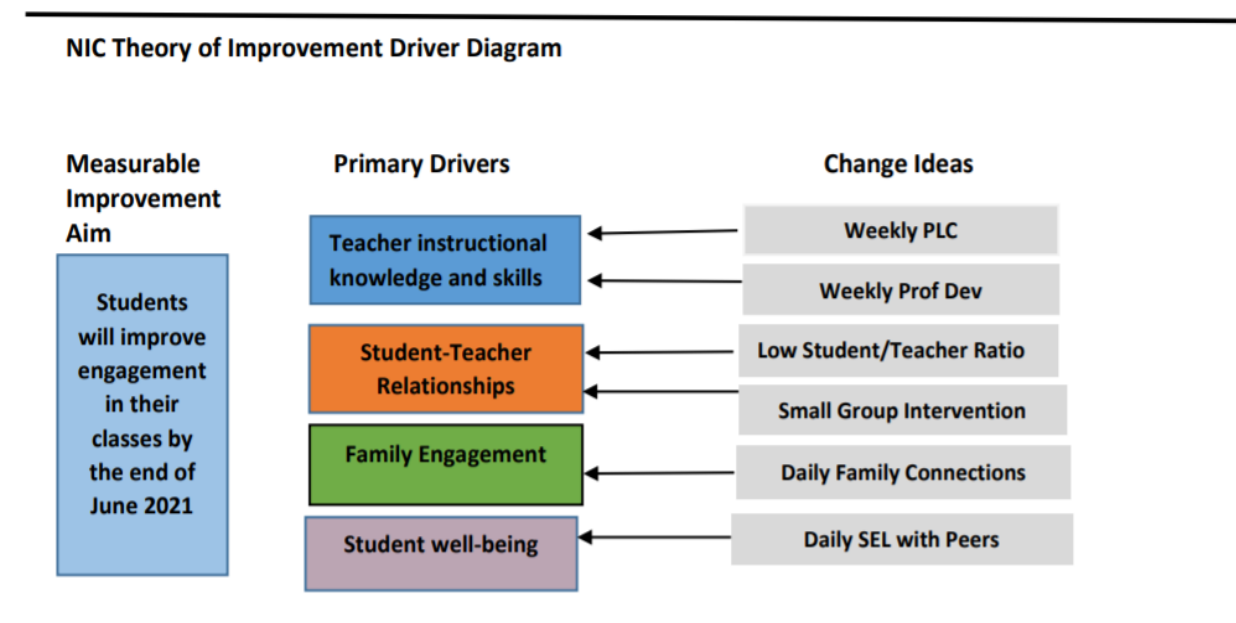 NIC Theory of Improvement Driver Diagram
Measurable
Improvement
Aim
Students
will improve
engagement
in their
classes by
the end of
June 2021
Primary Drivers
Teacher instructional
knowledge and skills
Student-Teacher
Relationships
Family Engagement
Student well-being
Change Ideas
Weekly PLC
Weekly Prof Dev
Low Student/Teacher Ratio
Small Group Intervention
Daily Family Connections
Daily SEL with Peers